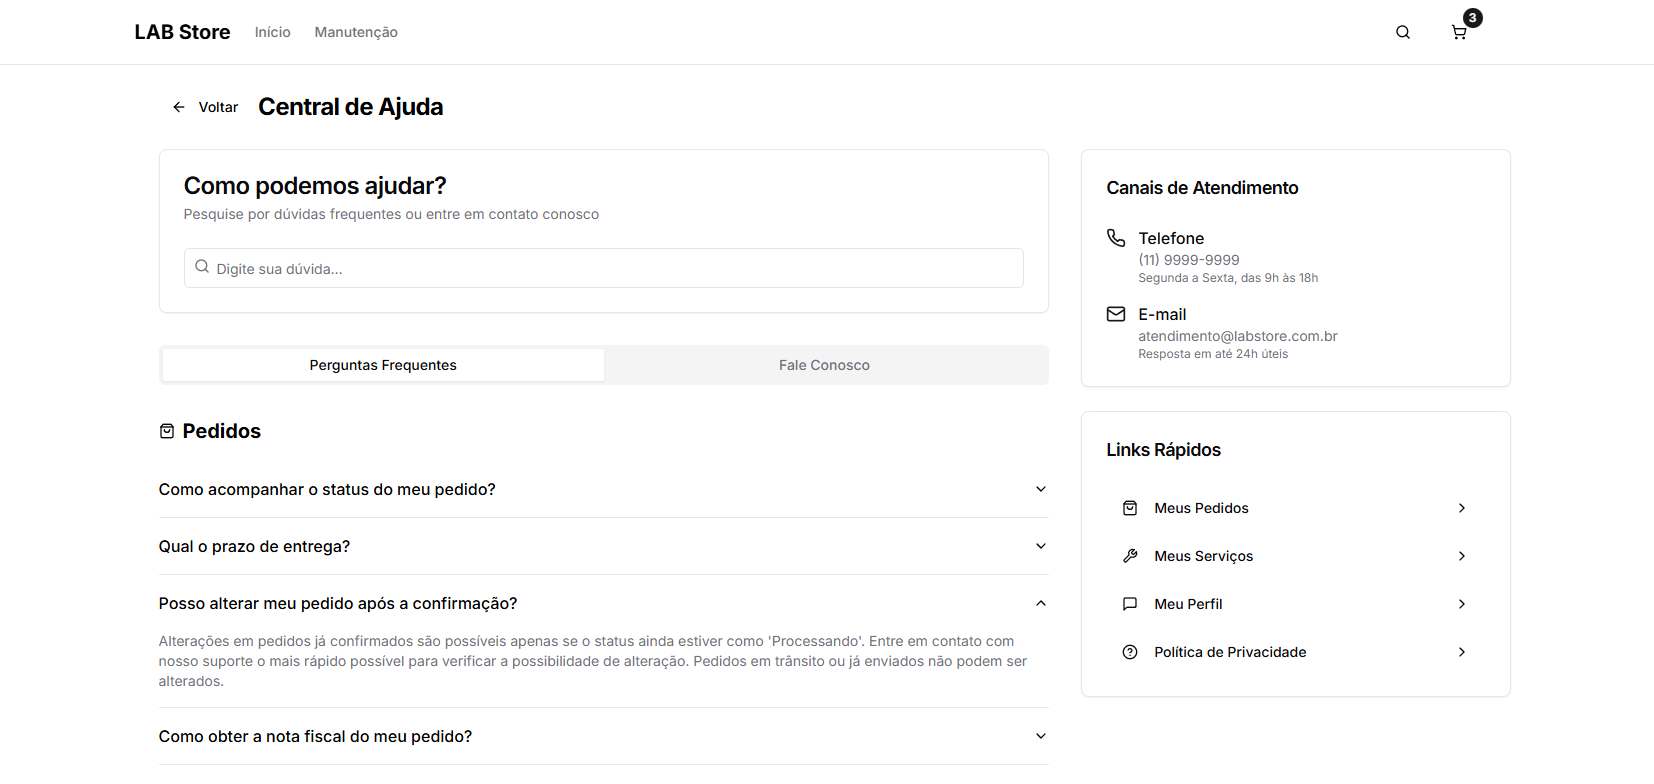 LAB Store
Início
Manutenção
3
Voltar
Central de Ajuda
Como podemos ajudar?
Pesquise por dúvidas frequentes ou entre em contato conosco
Digite sua dúvida...
Perguntas Frequentes
Fale Conosco
Pedidos
Como acompanhar o status do meu pedido?
Qual o prazo de entrega?
Posso alterar meu pedido após a confirmação?
Alterações em pedidos já confirmados são possíveis apenas se o status ainda estiver como 'Processando'. Entre em contato com
nosso suporte o mais rápido possível para verificar a possibilidade de alteração. Pedidos em trânsito ou já enviados não podem ser
alterados.
Como obter a nota fiscal do meu pedido?
Canais de Atendimento
Telefone
(11) 9999-9999
Segunda a Sexta, das 9h às 18h
E-mail
atendimento@labstore.com.br
Resposta em até 24h úteis
Links Rápidos
Meus Pedidos
Meus Serviços
Meu Perfil
Política de Privacidade